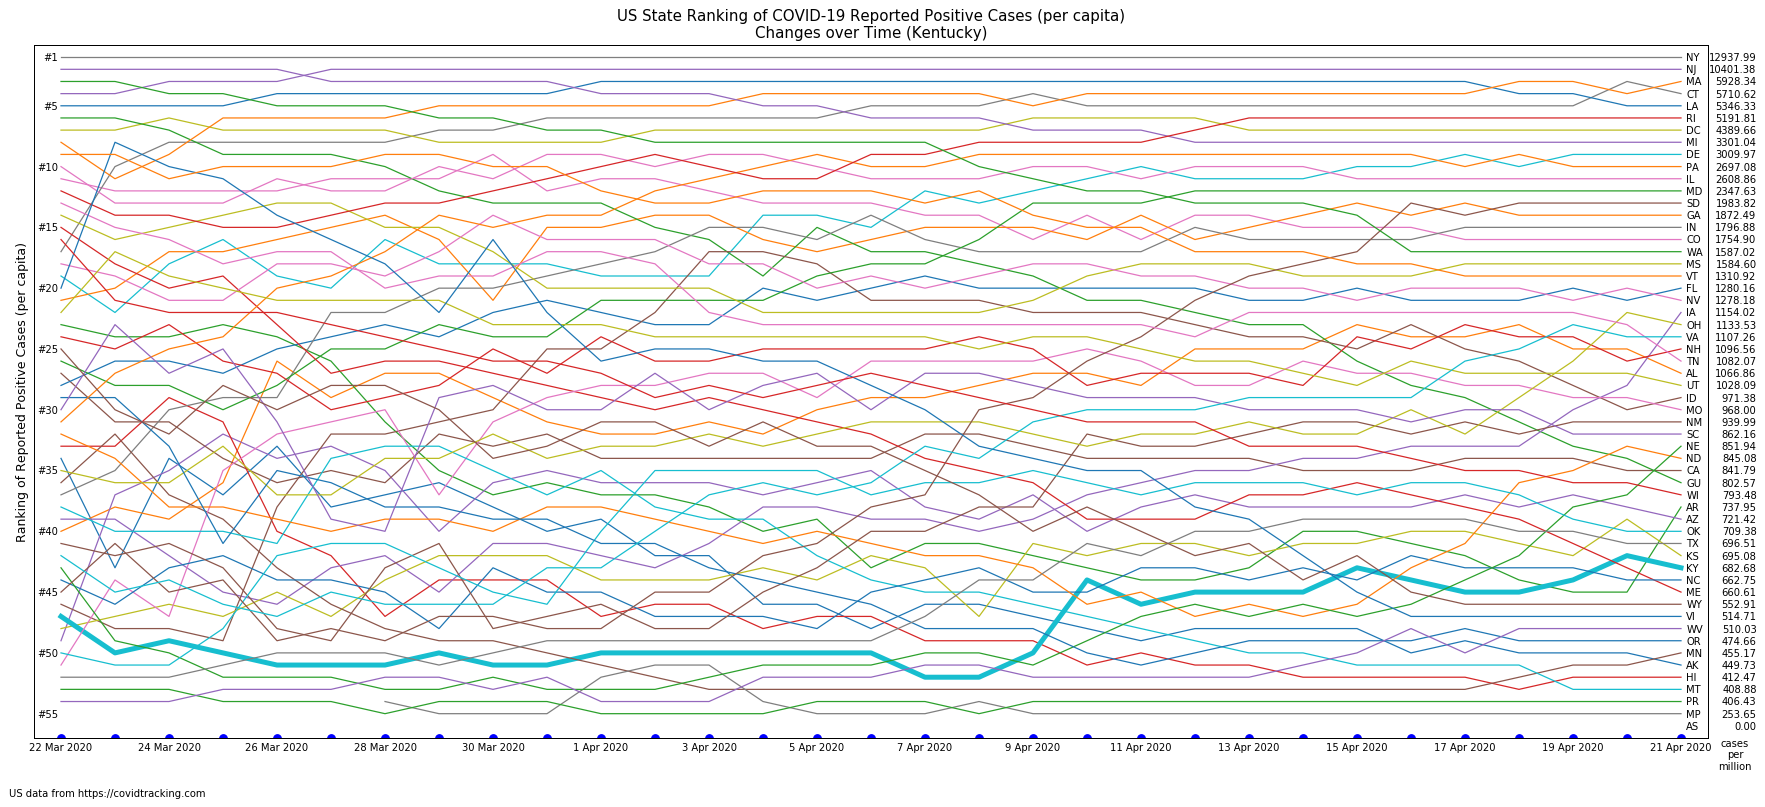 US State Ranking of COVID-19 Reported Positive Cases (per capita)
Changes over Time (Kentucky)
Ranking of Reported Positive Cases (per capita)
#1
#5
#10
#15
#20
#25
#30
#35
#40
#45
#50
#55
NY 12937.99
NJ 10401.38
MA 5928.34
CT 5710.62
LA 5346.33
RI 5191.81
DC 4389.66
MI 3301.04
DE 3009.97
PA 2697.08
IL 2608.86
MD 2347.63
SD 1983.82
GA 1872.49
IN 1796.88
CO 1754.90
WA 1587.02
MS 1584.60
VT 1310.92
FL 1280.16
NV 1278.18
IA 1154.02
OH 1133.53
VA 1107.26
NH 1096.56
TN 1082.07
AL 1066.86
UT 1028.09
ID 971.38
MO 968.00
NM 939.99
SC 862.16
NE 851.94
ND 845.08
CA 841.79
GU 802.57
WI 793.48
AR 737.95
AZ 721.42
OK 709.38
TX 696.51
KS 695.08
KY 682.68
NC 662.75
ME 660.61
WY 552.91
VI 514.71
WV 510.03
OR 474.66
MN 455.17
AK 449.73
HI 412.47
MT 408.88
PR 406.43
MP 253.65
AS 0.00
22 Mar 2020
24 Mar 2020
26 Mar 2020
28 Mar 2020
30 Mar 2020
1 Apr 2020
3 Apr 2020
5 Apr 2020
7 Apr 2020
9 Apr 2020
11 Apr 2020
13 Apr 2020
15 Apr 2020
17 Apr 2020
19 Apr 2020
21 Apr 2020
cases
per
million
US data from https://covidtracking.com